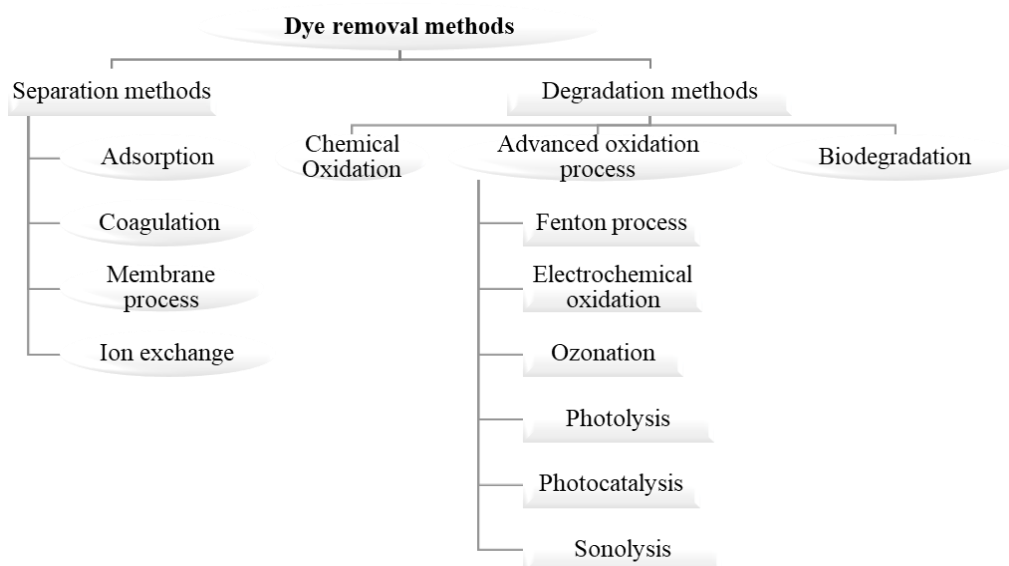 Dye removal methods
Separation methods
Adsorption
Coagulation
Membrane
process
Ion exchange
Degradation methods
Chemical
Oxidation
Advanced oxidation
process
Fenton process
Electrochemical
oxidation
Ozonation
Photolysis
Photocatalysis
Sonolysis
Biodegradation